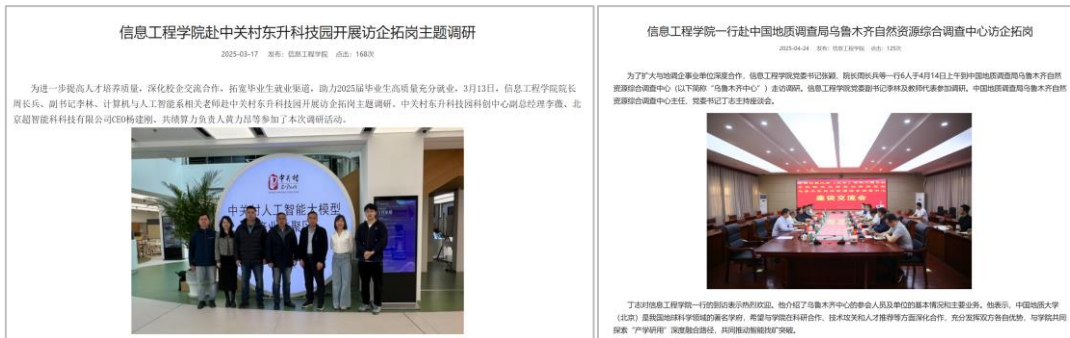 信息工程学院赴中关村东升科技园开展访企拓岗主题调研
2025-03-17 发布：信息工程学院 点击：168次
为进一步提高人才培养质量，深化校企交流合作，拓宽毕业生就业渠道，助力2025届毕业生高质量充分就业，3月13日，信息工程学院院长
周长兵、副书记李林、计算机与人工智能系相关老师赴中关村东升科技园开展访企拓岗主题调研。中关村东升科技园科创中心副总经理李薇、北
京超智能科科技有限公司CEO杨建刚、共绩算力负责人黄力昂等参加了本次调研活动。
中关村
中关村人工智能大模型
信息工程学院一行赴中国地质调查局乌鲁木齐自然资源综合调查中心访企拓岗
2025-04-24 发布：信息工程学院 点击：125次
为了扩大与地调企事业单位深度合作，信息工程学院党委书记张颖，院长周长兵等一行6人于4月14日上午到中国地质调查局乌鲁木齐自然
资源综合调查中心（以下简称“乌鲁木齐中心”）走访调研。信息工程学院党委副书记李林及教师代表参加调研。中国地质调查局乌鲁木齐自然
资源综合调查中心主任、党委书记丁志主持座谈会。
座谈交流会
丁志对信息工程学院一行的到访表示热烈欢迎。他介绍了乌鲁木齐中心的参会人员及单位的基本情况和主要业务。他表示，中国地质大学
（北京）是我国地球科学领域的著名学府，希望与学院在科研合作、技术攻关和人才推荐等方面深化合作，充分发挥双方各自优势，与学院共同
探索“产学研用”深度融合路径，共同推动智能找矿突破。